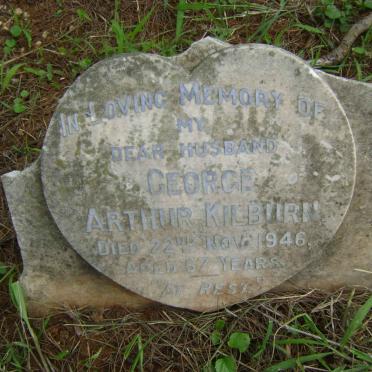 IN LOVING MEMORY OF
MY
DEAR HUSBAND
GEORGE
ARTHUR KILBURN
DIED 22ND NOV. 1946.
AGED 67 YEARS.
AT REST.